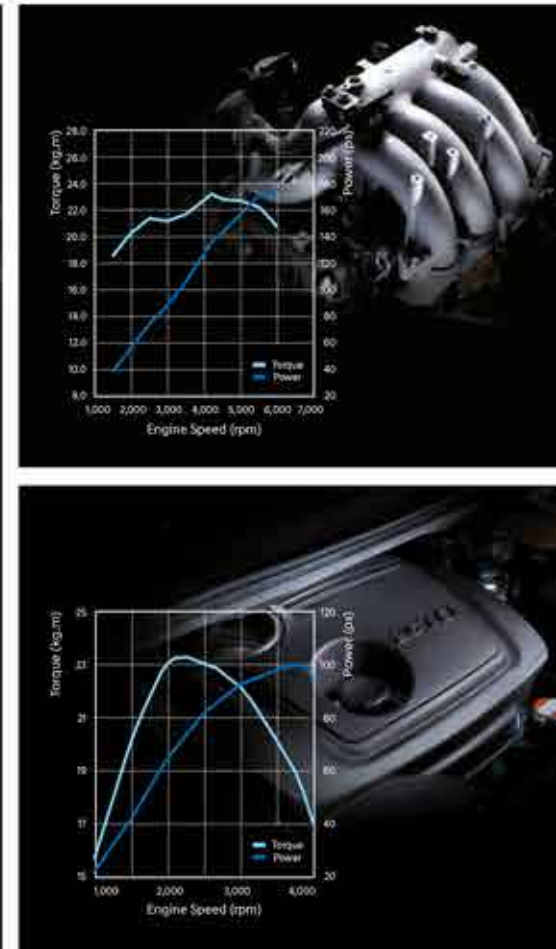 Torque (kg.m)
Power (ps)
28.0
26.0
24.0
22.0
20.0
18.0
16.0
14.0
12.0
10.0
8.0
220
200
180
160
140
120
100
80
60
40
20
Torque
Power
1,000 2,000 3,000 4,000 5,000 6,000 7,000
Engine Speed (rpm)
Torque (kg.m)
Power (ps)
25
23
21
19
17
15
120
100
80
60
40
20
Torque
Power
1,000 2,000 3,000 4,000
Engine Speed (rpm)